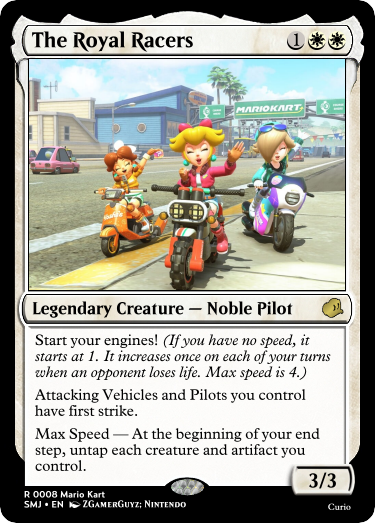 The Royal Racers 1
MARIOKART
Legendary Creature — Noble Pilot
Start your engines! (If you have no speed, it
starts at 1. It increases once on each of your turns
when an opponent loses life. Max speed is 4.)
Attacking Vehicles and Pilots you control
have first strike.
Max Speed — At the beginning of your end
step, untap each creature and artifact you
control.
3/3
R 0008 Mario Kart
SMJ • EN ZGamerGuyz; Nintendo
Curio